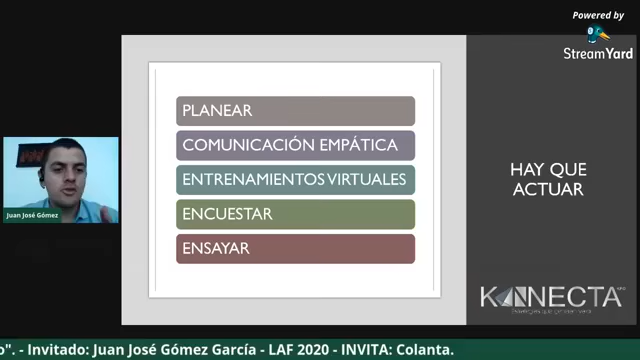 Powered by
StreamYard
PLANEAR
COMUNICACIÓN EMPÁTICA
ENTRENAMIENTOS VIRTUALES
ENCUESTAR
ENSAYAR
HAY QUE
ACTUAR
Juan José Gómez
KONNECTA
o". - Invitado: Juan José Gómez García - LAF 2020 - INVITA: Colanta.